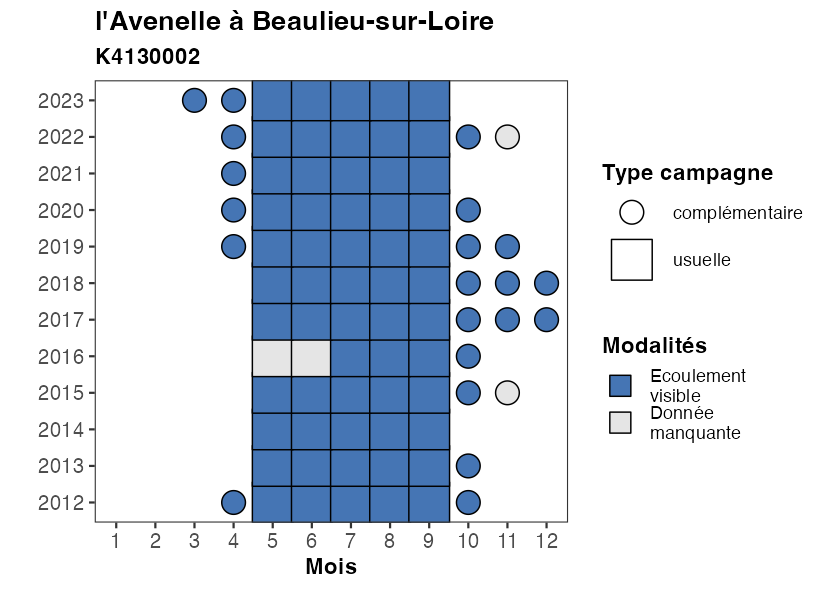 l'Avenelle à Beaulieu-sur-Loire
K4130002
2023
2022
2021
2020
2019
2018
2017
2016
2015
2014
2013
2012
1 2 3 4 5 6 7 8 9 10 11 12
Mois
Type campagne
complémentaire
usuelle
Modalités
Ecoulement
visible
Donnée
manquante